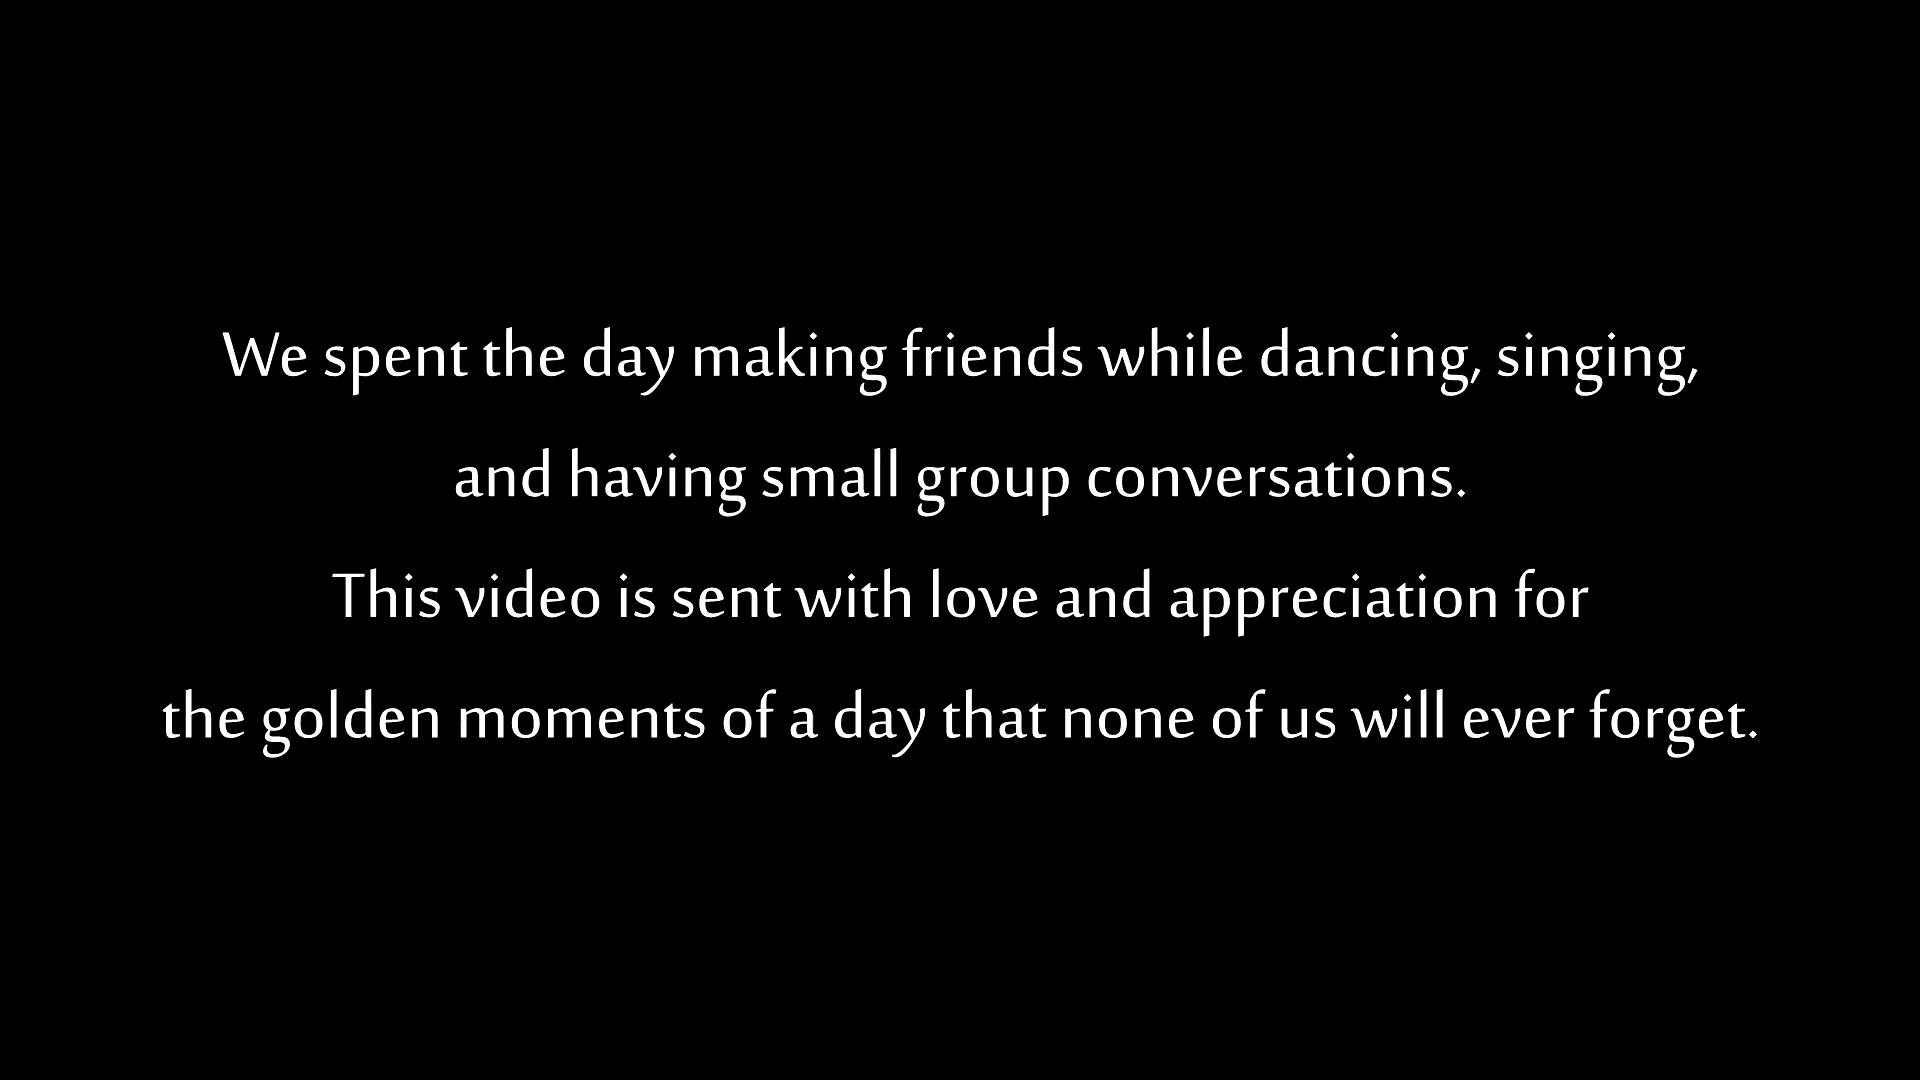 We spent the day making friends while dancing, singing,
and having small group conversations.
This video is sent with love and appreciation for
the golden moments of a day that none of us will ever forget.